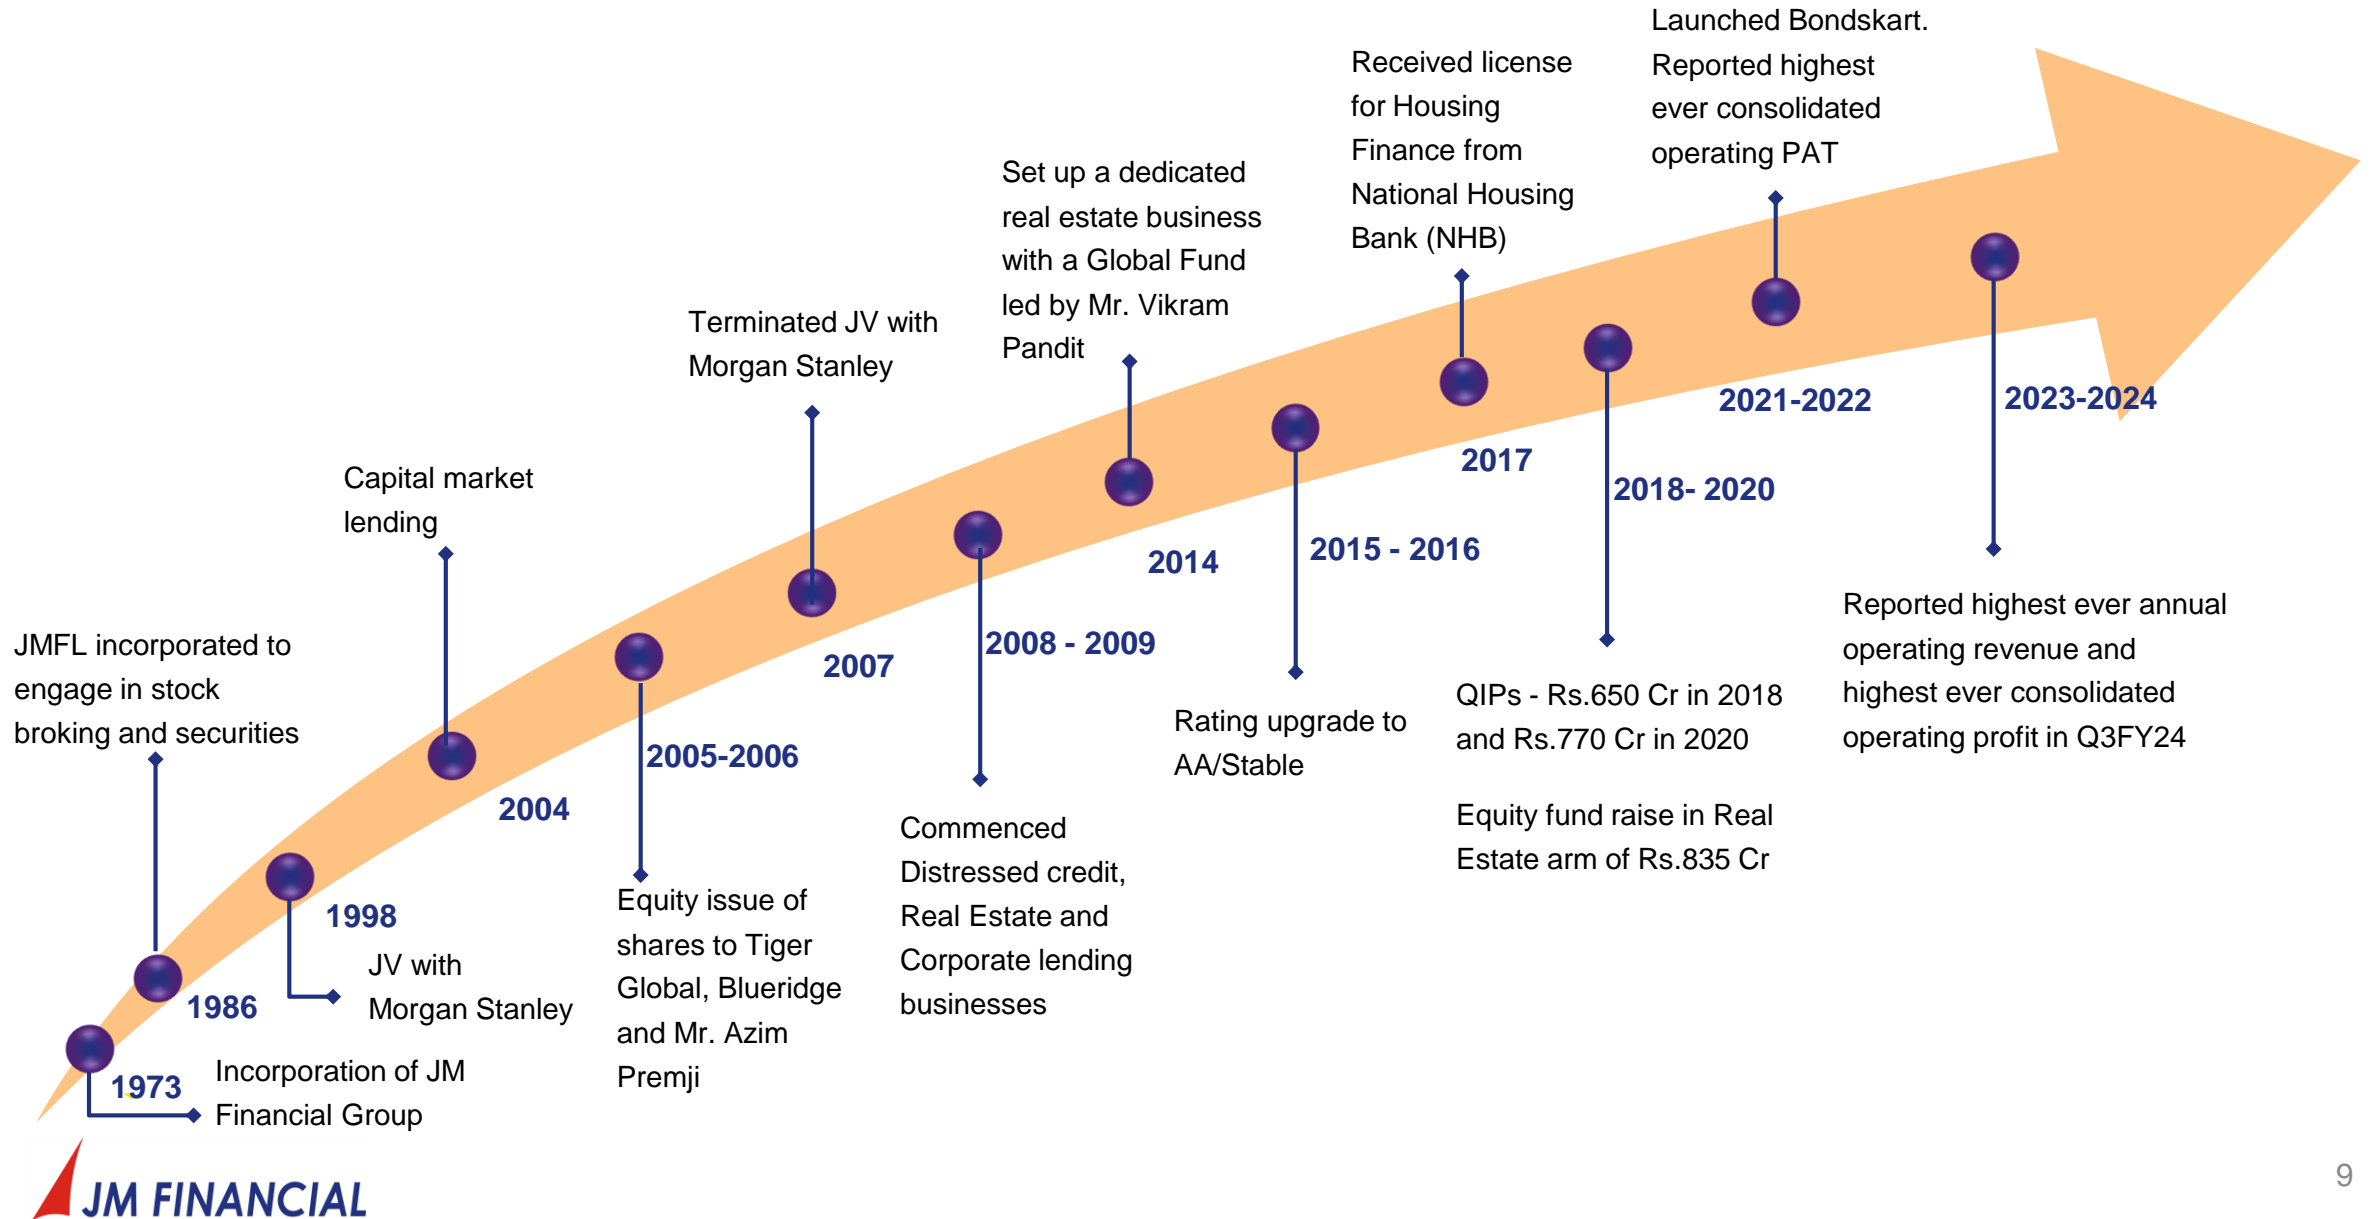 JMFL incorporated to
engage in stock
broking and securities
Capital market
lending
Terminated JV with
Morgan Stanley
Set up a dedicated
real estate business
with a Global Fund
led by Mr. Vikram
Pandit
Received license
for Housing
Finance from
National Housing
Bank (NHB)
Launched Bondskart.
Reported highest
ever consolidated
operating PAT
1973
1986
1998
2004
2005-2006
2007
2008 - 2009
2014
2015 - 2016
2017
2018- 2020
2021-2022
2023-2024
Incorporation of JM
Financial Group
JV with
Morgan Stanley
Equity issue of
shares to Tiger
Global, Blueridge
and Mr. Azim
Premji
Commenced
Distressed credit,
Real Estate and
Corporate lending
businesses
Rating upgrade to
AA/Stable
QIPs - Rs.650 Cr in 2018
and Rs.770 Cr in 2020
Equity fund raise in Real
Estate arm of Rs.835 Cr
Reported highest ever annual
operating revenue and
highest ever consolidated
operating profit in Q3FY24
JM FINANCIAL
9